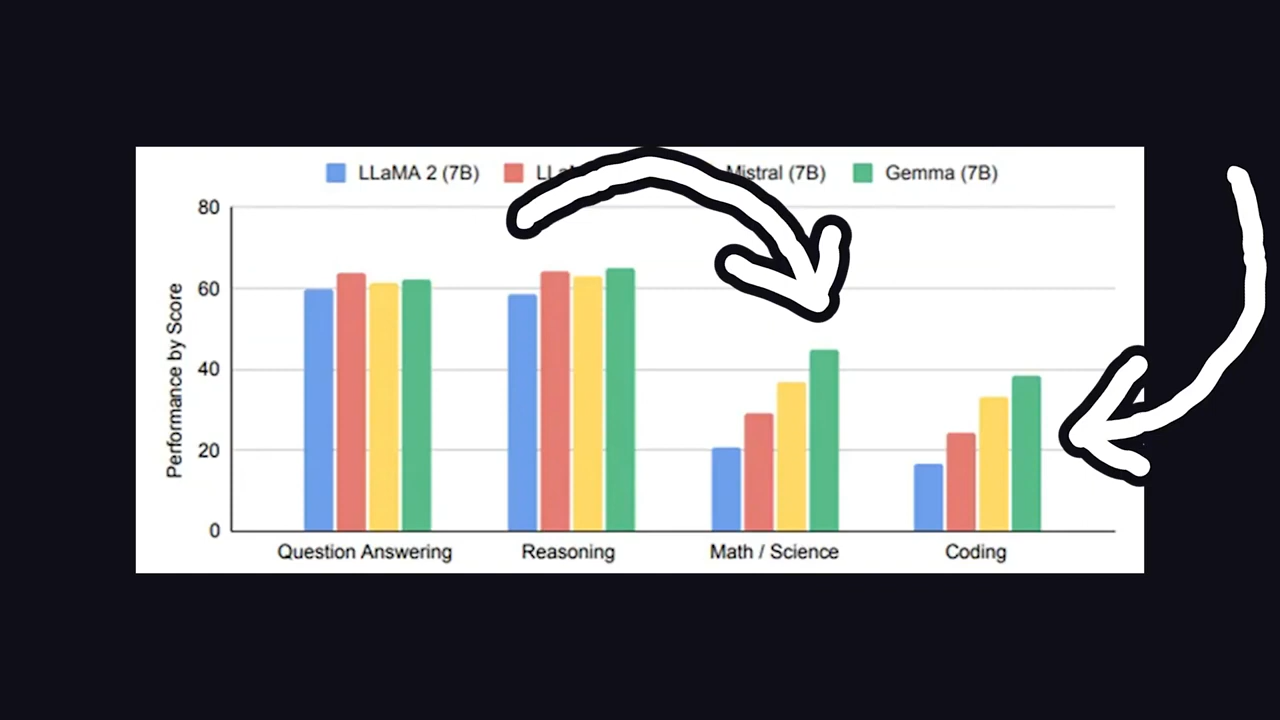 LLaMA 2 (7B) Mistral (7B) Gemma (7B)
80
60
40
20
0
Performance by Score
Question Answering Reasoning Math / Science Coding